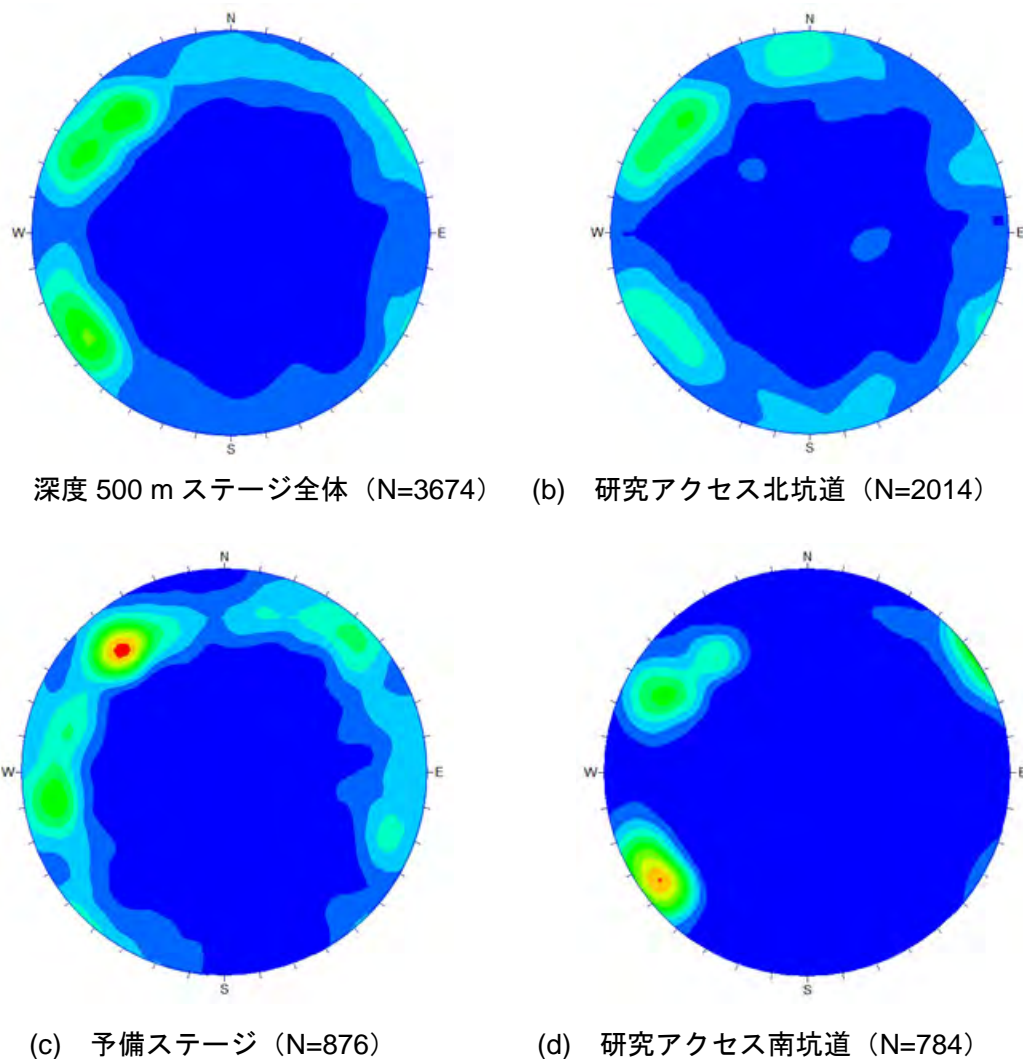 N
N
W
E
W
E
S
S
深度 500 m ステージ全体（N=3674）
(b) 研究アクセス北坑道（N=2014）
N
N
W
E
W
E
S
S
(c) 予備ステージ（N=876）
(d) 研究アクセス南坑道（N=784）